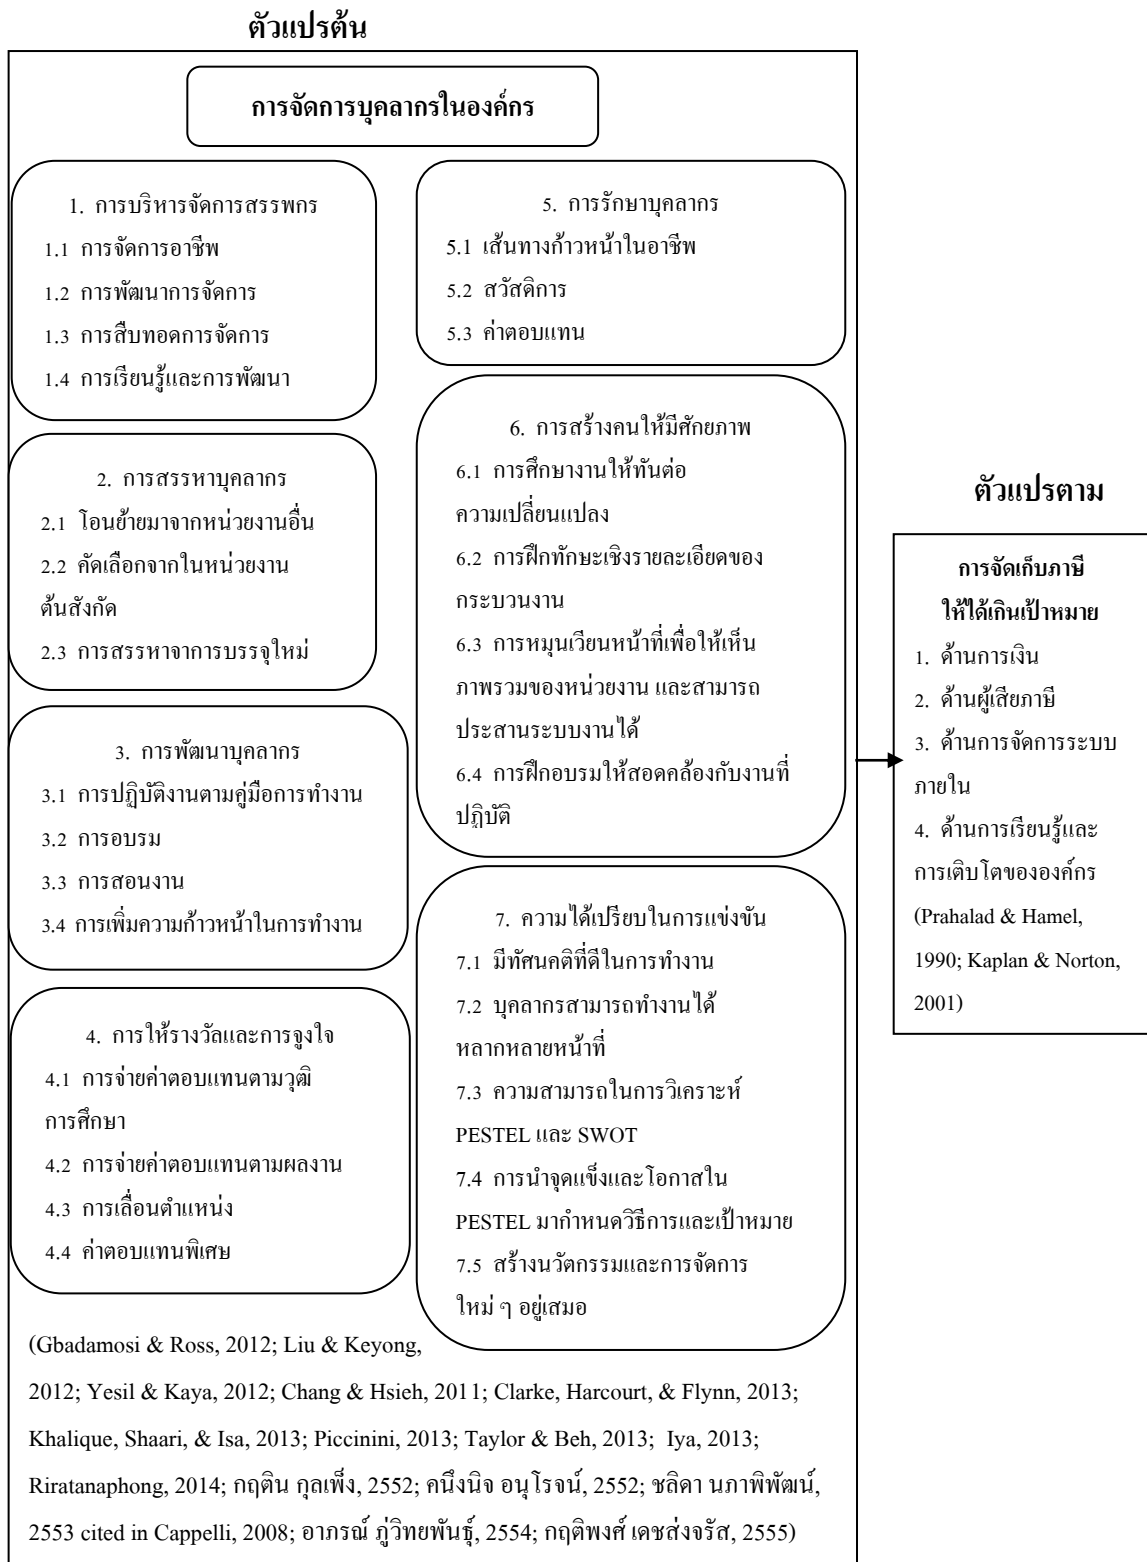 ตัวแปรต้น
การจัดการบุคลากรในองค์กร
1. การบริหารจัดการสรรพกร
1.1 การจัดการอาชีพ
1.2 การพัฒนาการจัดการ
1.3 การสืบทอดการจัดการ
1.4 การเรียนรู้และการพัฒนา
2. การสรรหาบุคลากร
2.1 โอนย้ายมาจากหน่วยงานอื่น
2.2 คัดเลือกจากในหน่วยงาน
ต้นสังกัด
2.3 การสรรหาจาการบรรจุใหม่
3. การพัฒนาบุคลากร
3.1 การปฏิบัติงานตามคู่มือการทำงาน
3.2 การอบรม
3.3 การสอนงาน
3.4 การเพิ่มความก้าวหน้าในการทำงาน
4. การให้รางวัลและการจูงใจ
4.1 การจ่ายค่าตอบแทนตามวุฒิ
การศึกษา
4.2 การจ่ายค่าตอบแทนตามผลงาน
4.3 การเลื่อนตำแหน่ง
4.4 ค่าตอบแทนพิเศษ
5. การรักษาบุคลากร
5.1 เส้นทางก้าวหน้าในอาชีพ
5.2 สวัสดิการ
5.3 ค่าตอบแทน
6. การสร้างคนให้มีศักยภาพ
6.1 การศึกษางานให้ทันต่อ
ความเปลี่ยนแปลง
6.2 การฝึกทักษะเชิงรายละเอียดของ
กระบวนงาน
6.3 การหมุนเวียนหน้าที่เพื่อให้เห็น
ภาพรวมของหน่วยงาน และสามารถ
ประสานระบบงานได้
6.4 การฝึกอบรมให้สอดคล้องกับงานที่
ปฏิบัติ
7. ความได้เปรียบในการแข่งขัน
7.1 มีทัศนคติที่ดีในการทำงาน
7.2 บุคลากรสามารถทำงานได้
หลากหลายหน้าที่
7.3 ความสามารถในการวิเคราะห์
PESTEL และ SWOT
7.4 การนำจุดแข็งและโอกาสใน
PESTEL มากำหนดวิธีการและเป้าหมาย
7.5 สร้างนวัตกรรมและการจัดการ
ใหม่ ๆ อยู่เสมอ
(Gbadamosi & Ross, 2012; Liu & Keyong,
2012; Yesil & Kaya, 2012; Chang & Hsieh, 2011; Clarke, Harcourt, & Flynn, 2013;
Khalique, Shaari, & Isa, 2013; Piccinini, 2013; Taylor & Beh, 2013; Iya, 2013;
Riratanaphong, 2014; กฤติน กุลเพ็ง, 2552; คนึงนิจ อนุโรจน์, 2552; ชลิดา นภาพิพัฒน์,
2553 cited in Cappelli, 2008; อาภรณ์ ภู่วิทยพันธุ์, 2554; กฤติพงศ์ เดชส่งจรัส, 2555)
ตัวแปรตาม
การจัดเก็บภาษี
ให้ได้เกินเป้าหมาย
1. ด้านการเงิน
2. ด้านผู้เสียภาษี
3. ด้านการจัดการระบบ
ภายใน
4. ด้านการเรียนรู้และ
การเติบโตขององค์กร
(Prahalad & Hamel,
1990; Kaplan & Norton,
2001)